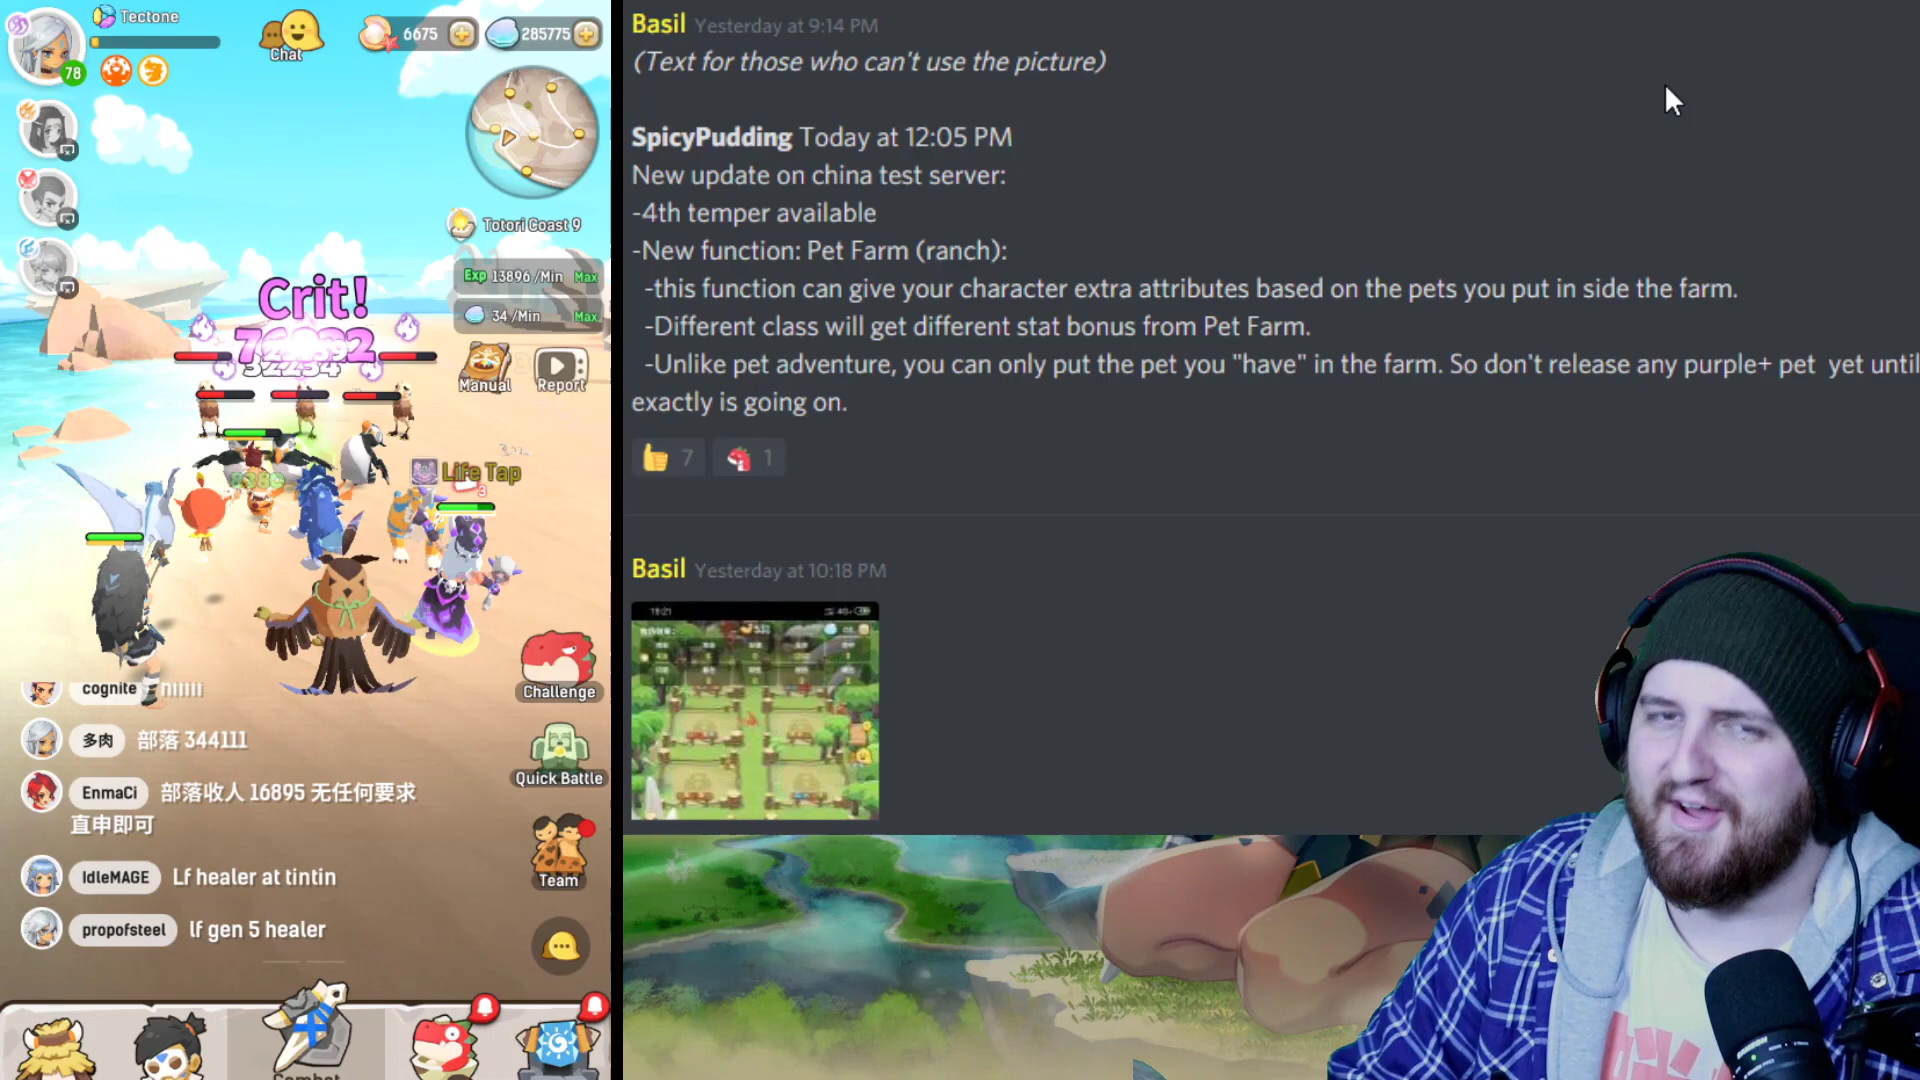 Tectone
78
Chat
6675
285775
Totori Coast 9
Exp 13896 /Min Max
34 /Min Max
Crit!
32254
Manual
Report
Life Tap
3
Challenge
cognite
多肉 部落 344111
Quick Battle
EnmaCi 部落收人 16895 无任何要求
直申即可
IdleMAGE Lf healer at tintin
Team
propofsteel lf gen 5 healer
Combat
Basil Yesterday at 9:14 PM
(Text for those who can't use the picture)
SpicyPudding Today at 12:05 PM
New update on china test server:
-4th temper available
-New function: Pet Farm (ranch):
-this function can give your character extra attributes based on the pets you put in side the farm.
-Different class will get different stat bonus from Pet Farm.
-Unlike pet adventure, you can only put the pet you "have" in the farm. So don't release any purple+ pet yet until
exactly is going on.
7 1
Basil Yesterday at 10:18 PM